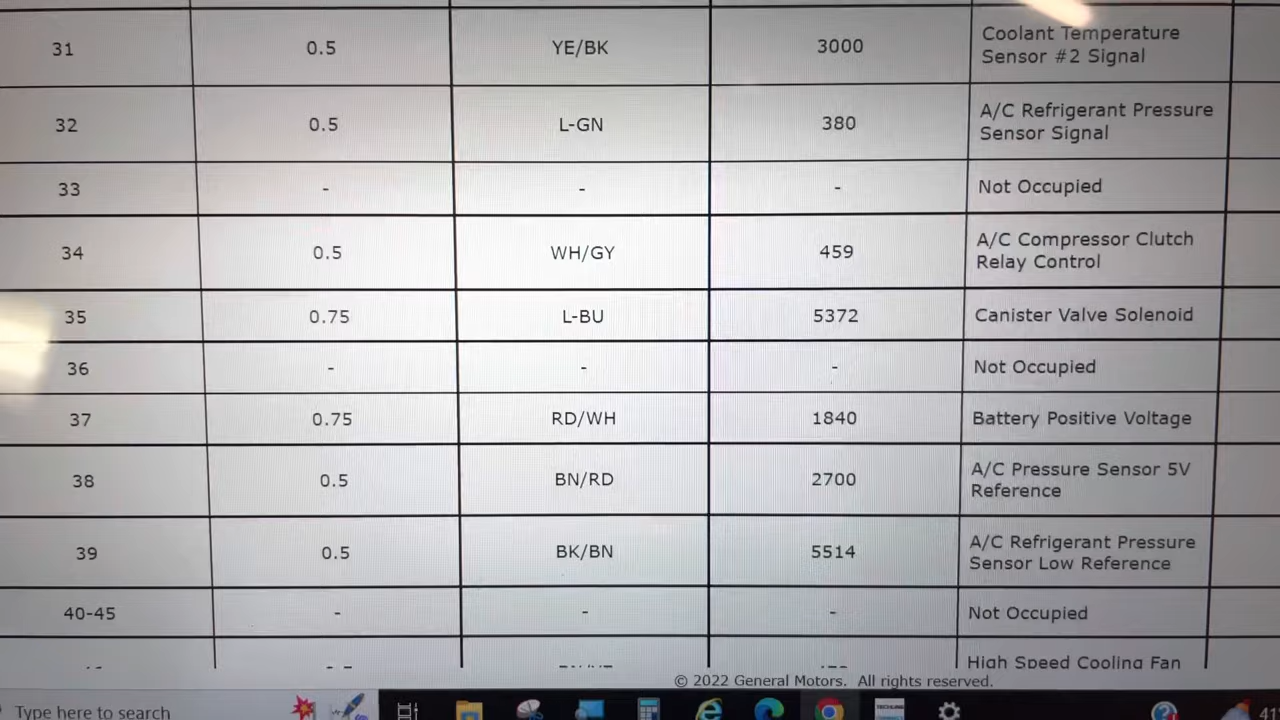 31 0.5 YE/BK 3000 Coolant Temperature
Sensor #2 Signal
32 0.5 L-GN 380 A/C Refrigerant Pressure
Sensor Signal
33 - - - Not Occupied
34 0.5 WH/GY 459 A/C Compressor Clutch
Relay Control
35 0.75 L-BU 5372 Canister Valve Solenoid
36 - - - Not Occupied
37 0.75 RD/WH 1840 Battery Positive Voltage
38 0.5 BN/RD 2700 A/C Pressure Sensor 5V
Reference
39 0.5 BK/BN 5514 A/C Refrigerant Pressure
Sensor Low Reference
40-45 - - - Not Occupied
High Speed Cooling Fan
© 2022 General Motors. All rights reserved.
Type here to search